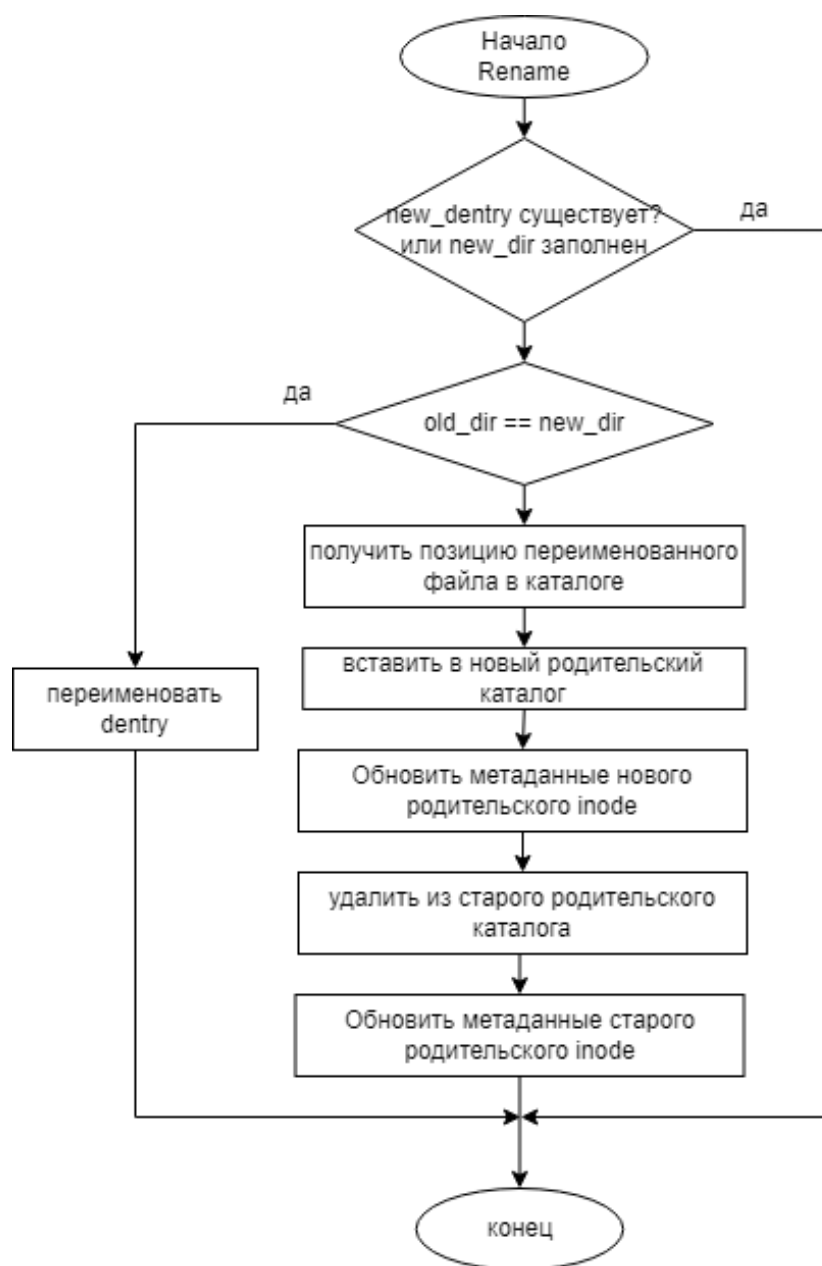 Начало
Rename
new_dentry существует?
или new_dir заполнен
да
да
old_dir == new_dir
получить позицию переименованного
файла в каталоге
вставить в новый родительский
каталог
переименовать
dentry
Обновить метаданные нового
родительского inode
удалить из старого родительского
каталога
Обновить метаданные старого
родительского inode
конец